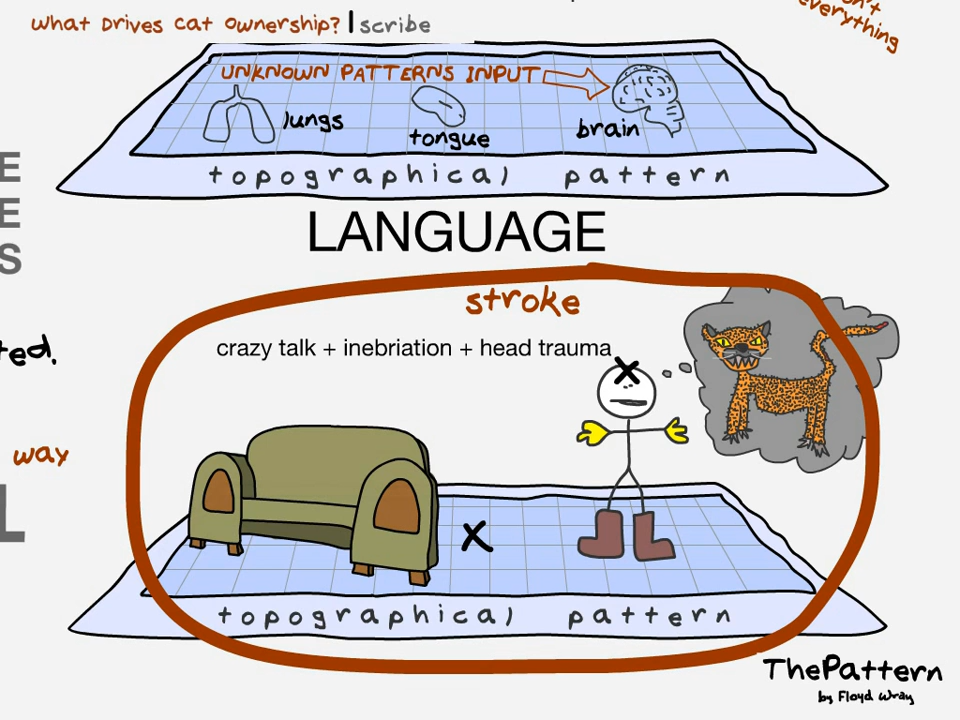 What Drives Cat Ownership? | scribe
everything
UNKNOWN PATTERNS INPUT
lungs
tongue
brain
topographical pattern
E
E
S
LANGUAGE
stroke
crazy talk + inebriation + head trauma
way
L
X
topographical pattern
ThePattern
by Floyd Wray